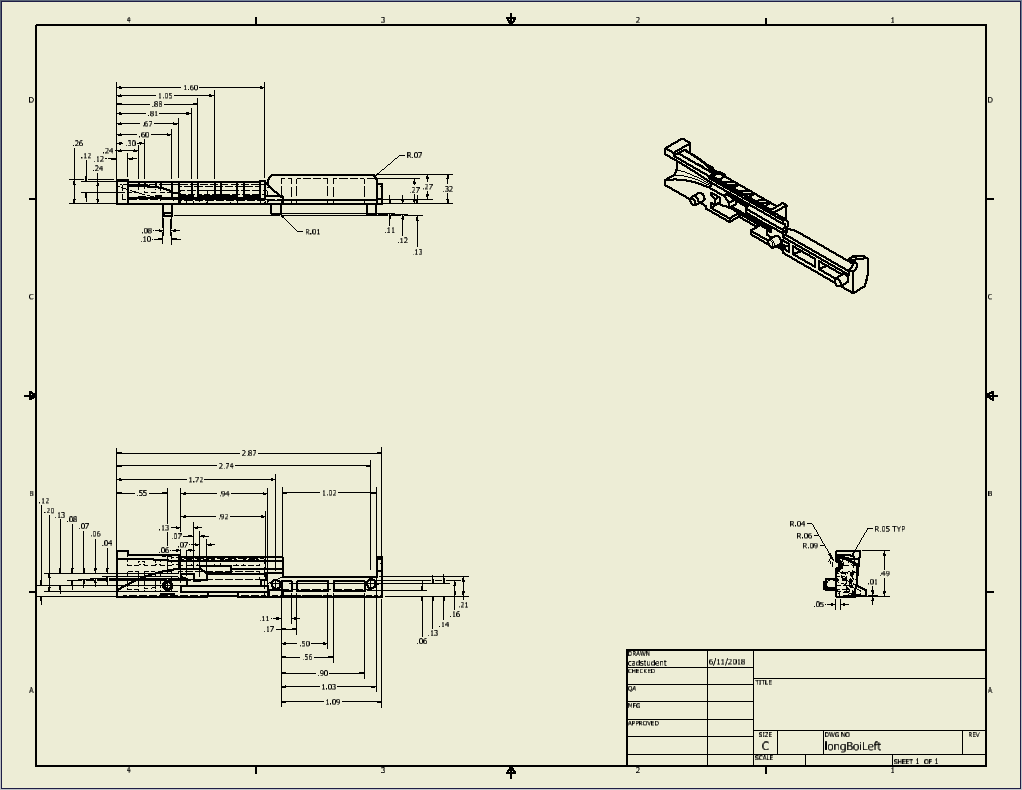 4 3 2 1
D D
1.60
1.05
.88
.81
.67
.60
.30
.24
.12
.26
.12
.24
R.07
.27
.27
.32
.08
.10
R.01
.11
.12
.13
C C
2.87
2.74
1.72
.55 .94 1.02
.92
B B
.12
.20
.13
.08
.07
.06
.04
.13
.07
.07
.06
R.04
R.06
R.09
R.05 TYP
.49
.01
.05
.21
.16
.14
.13
.06
.11
.17
.50
.56
.90
1.03
1.09
A A
DRAWN
cadstudent 6/11/2018
CHECKED
QA
TITLE
MFG
APPROVED
SIZE DWG NO REV
C longBoiLeft
SCALE SHEET 1 OF 1
4 3 2 1